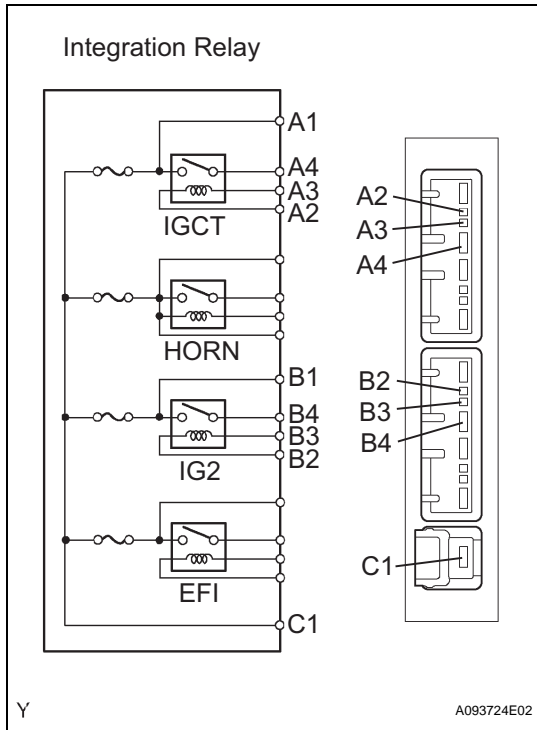 Integration Relay
A1
A4
A3
A2
IGCT
HORN
B1
B4
B3
B2
IG2
EFI
C1
A2
A3
A4
B2
B3
B4
C1
Y
A093724E02